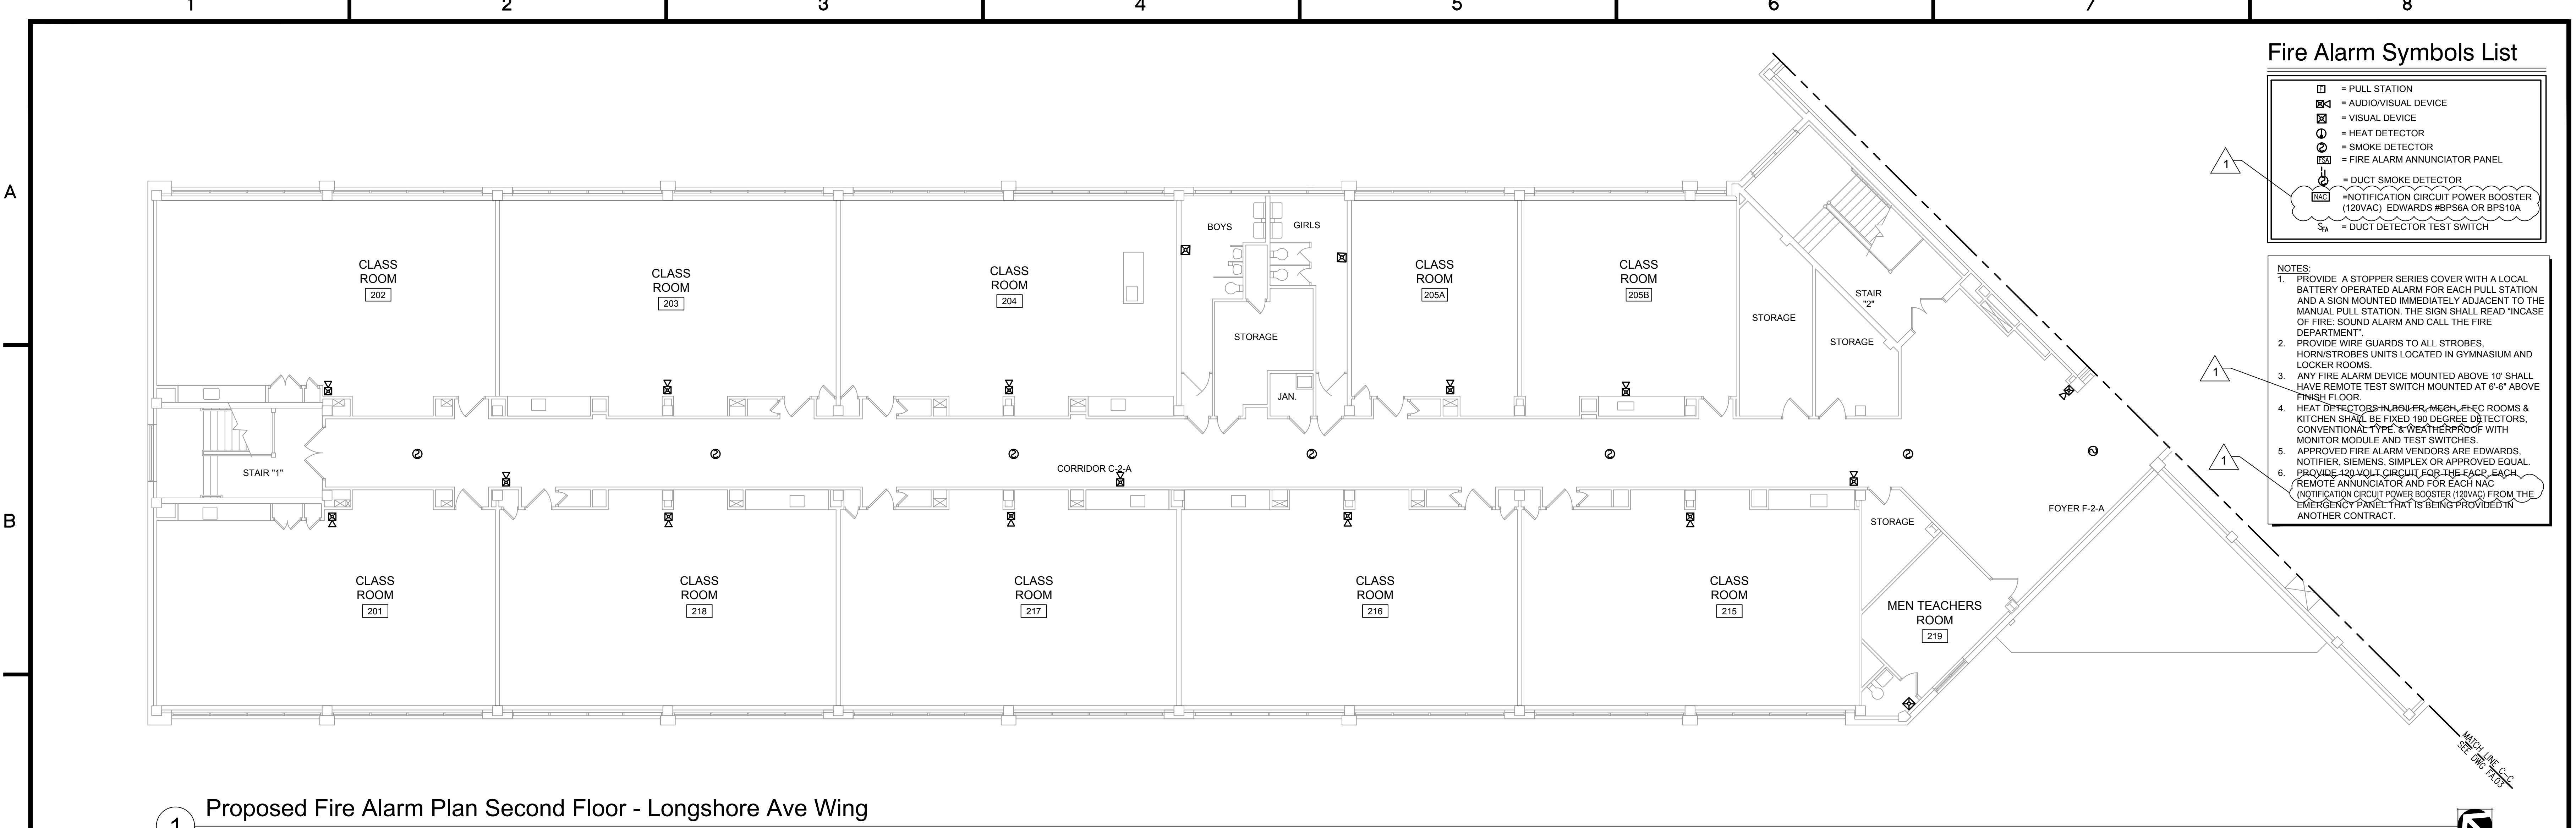 1 2 3 4 5 6 7 8
Fire Alarm Symbols List
F = PULL STATION
= AUDIO/VISUAL DEVICE
= VISUAL DEVICE
= HEAT DETECTOR
= SMOKE DETECTOR
FSA = FIRE ALARM ANNUNCIATOR PANEL
= DUCT SMOKE DETECTOR
NAC =NOTIFICATION CIRCUIT POWER BOOSTER
(120VAC) EDWARDS #BPS6A OR BPS10A
SFA = DUCT DETECTOR TEST SWITCH
1
NOTES:
1. PROVIDE A STOPPER SERIES COVER WITH A LOCAL
BATTERY OPERATED ALARM FOR EACH PULL STATION
AND A SIGN MOUNTED IMMEDIATELY ADJACENT TO THE
MANUAL PULL STATION. THE SIGN SHALL READ "INCASE
OF FIRE: SOUND ALARM AND CALL THE FIRE
DEPARTMENT".
2. PROVIDE WIRE GUARDS TO ALL STROBES,
HORN/STROBES UNITS LOCATED IN GYMNASIUM AND
LOCKER ROOMS.
3. ANY FIRE ALARM DEVICE MOUNTED ABOVE 10' SHALL
HAVE REMOTE TEST SWITCH MOUNTED AT 6'-6" ABOVE
FINISH FLOOR.
4. HEAT DETECTORS IN BOILER, MECH, ELEC ROOMS &
KITCHEN SHALL BE FIXED 190 DEGREE DETECTORS,
CONVENTIONAL TYPE. & WEATHERPROOF WITH
MONITOR MODULE AND TEST SWITCHES.
5. APPROVED FIRE ALARM VENDORS ARE EDWARDS,
NOTIFIER, SIEMENS, SIMPLEX OR APPROVED EQUAL.
6. PROVIDE 120 VOLT CIRCUIT FOR THE FACP, EACH
REMOTE ANNUNCIATOR AND FOR EACH NAC
(NOTIFICATION CIRCUIT POWER BOOSTER (120VAC) FROM THE
EMERGENCY PANEL THAT IS BEING PROVIDED IN
ANOTHER CONTRACT.
1
1
A
B
CLASS
ROOM
202
CLASS
ROOM
203
CLASS
ROOM
204
BOYS
GIRLS
STORAGE
JAN.
CLASS
ROOM
205A
CLASS
ROOM
205B
STORAGE
STORAGE
STAIR
"2"
STAIR "1"
CORRIDOR C-2-A
FOYER F-2-A
CLASS
ROOM
201
CLASS
ROOM
218
CLASS
ROOM
217
CLASS
ROOM
216
CLASS
ROOM
215
STORAGE
MEN TEACHERS
ROOM
219
MATCH LINE C-C
SEE DWG FA.03
1
Proposed Fire Alarm Plan Second Floor - Longshore Ave Wing